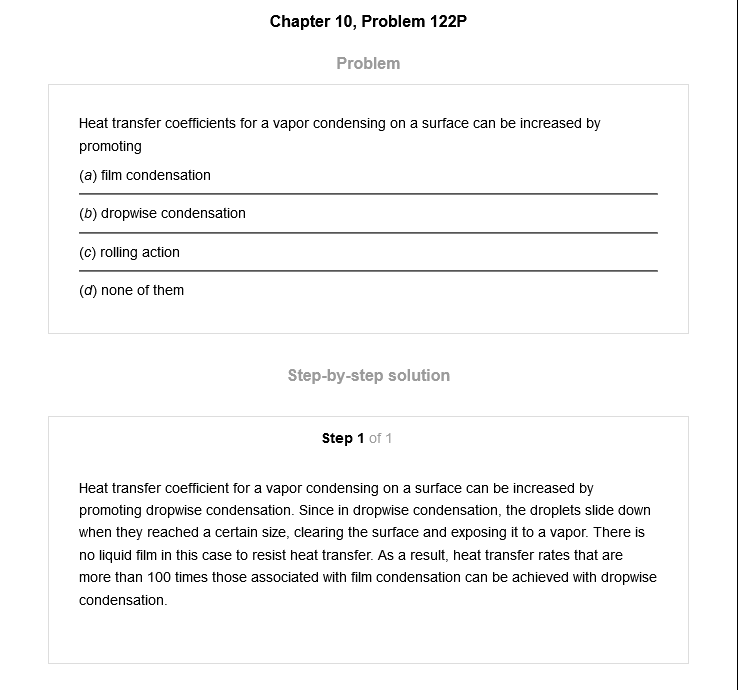 Chapter 10, Problem 122P
Problem
Heat transfer coefficients for a vapor condensing on a surface can be increased by
promoting
(a) film condensation
(b) dropwise condensation
(c) rolling action
(d) none of them
Step-by-step solution
Step 1 of 1
Heat transfer coefficient for a vapor condensing on a surface can be increased by
promoting dropwise condensation. Since in dropwise condensation, the droplets slide down
when they reached a certain size, clearing the surface and exposing it to a vapor. There is
no liquid film in this case to resist heat transfer. As a result, heat transfer rates that are
more than 100 times those associated with film condensation can be achieved with dropwise
condensation.